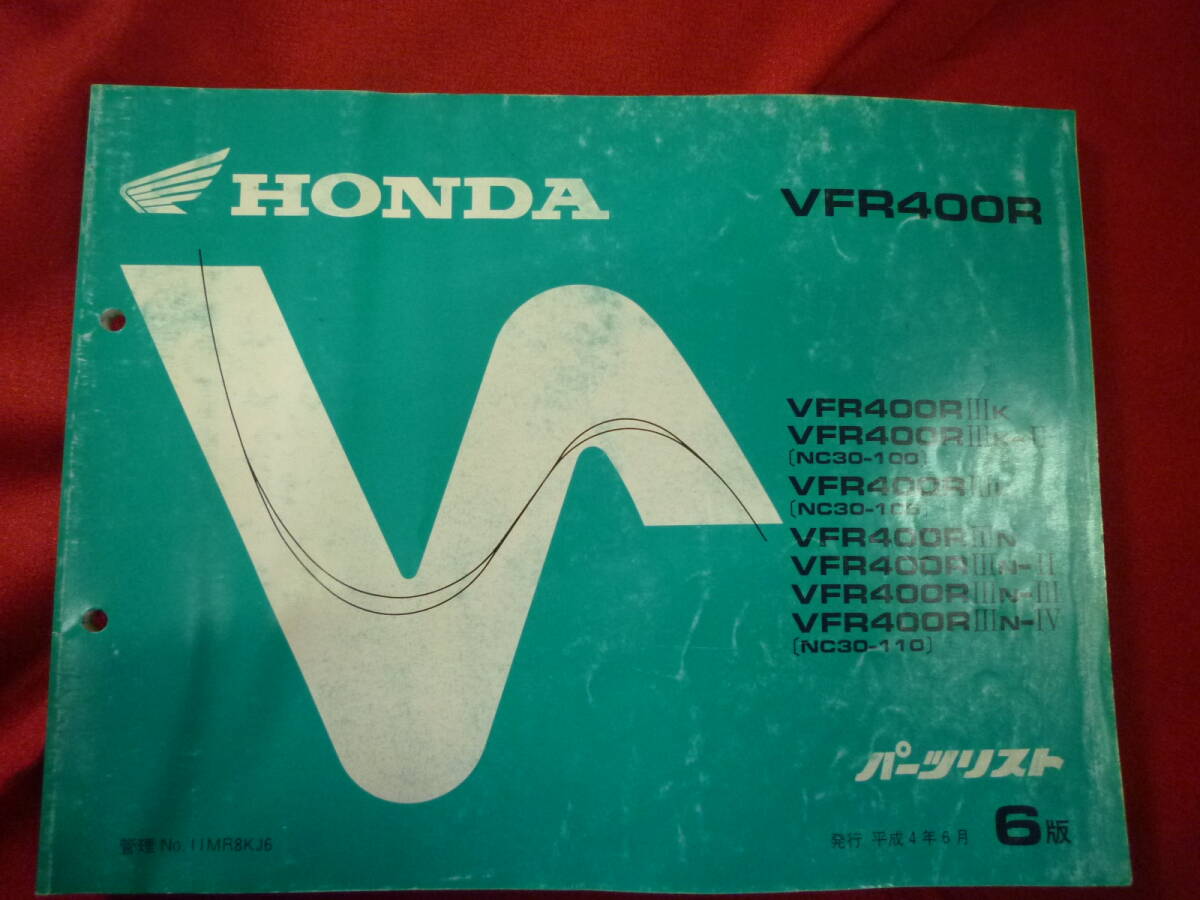 HONDA
VFR400R
VFR400RⅢK
VFR400RⅢK-Ⅱ
〔NC30-100〕
VFR400RⅢL
〔NC30-105〕
VFR400RⅢN
VFR400RⅢN-Ⅱ
VFR400RⅢN-Ⅲ
VFR400RⅢN-Ⅳ
〔NC30-110〕
パーツリスト
管理 No.11MR8KJ6
発行 平成4年6月 6版